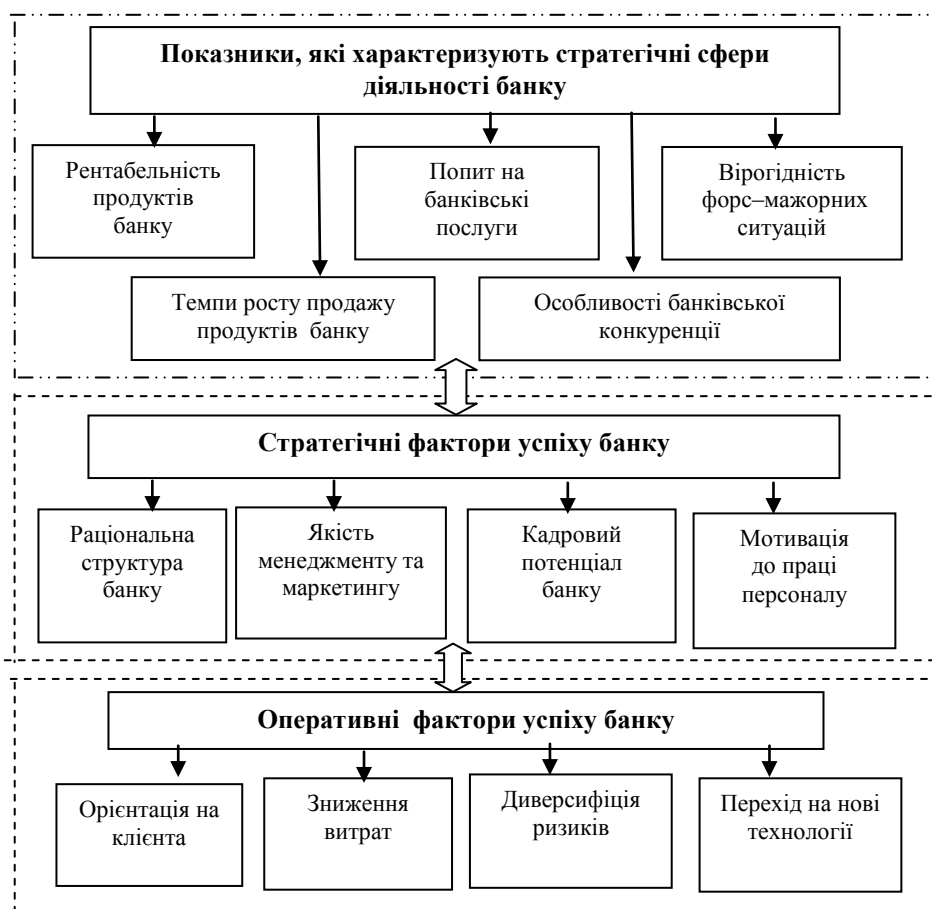 Показники, які характеризують стратегічні сфери
діяльності банку
Рентабельність
продуктів
банку
Попит на
банківські
послуги
Вірогідність
форс–мажорних
ситуацій
Темпи росту продажу
продуктів банку
Особливості банківської
конкуренції
Стратегічні фактори успіху банку
Раціональна
структура
банку
Якість
менеджменту та
маркетингу
Кадровий
потенціал
банку
Мотивація
до праці
персоналу
Оперативні фактори успіху банку
Орієнтація на
клієнта
Зниження
витрат
Диверсифіція
ризиків
Перехід на нові
технології